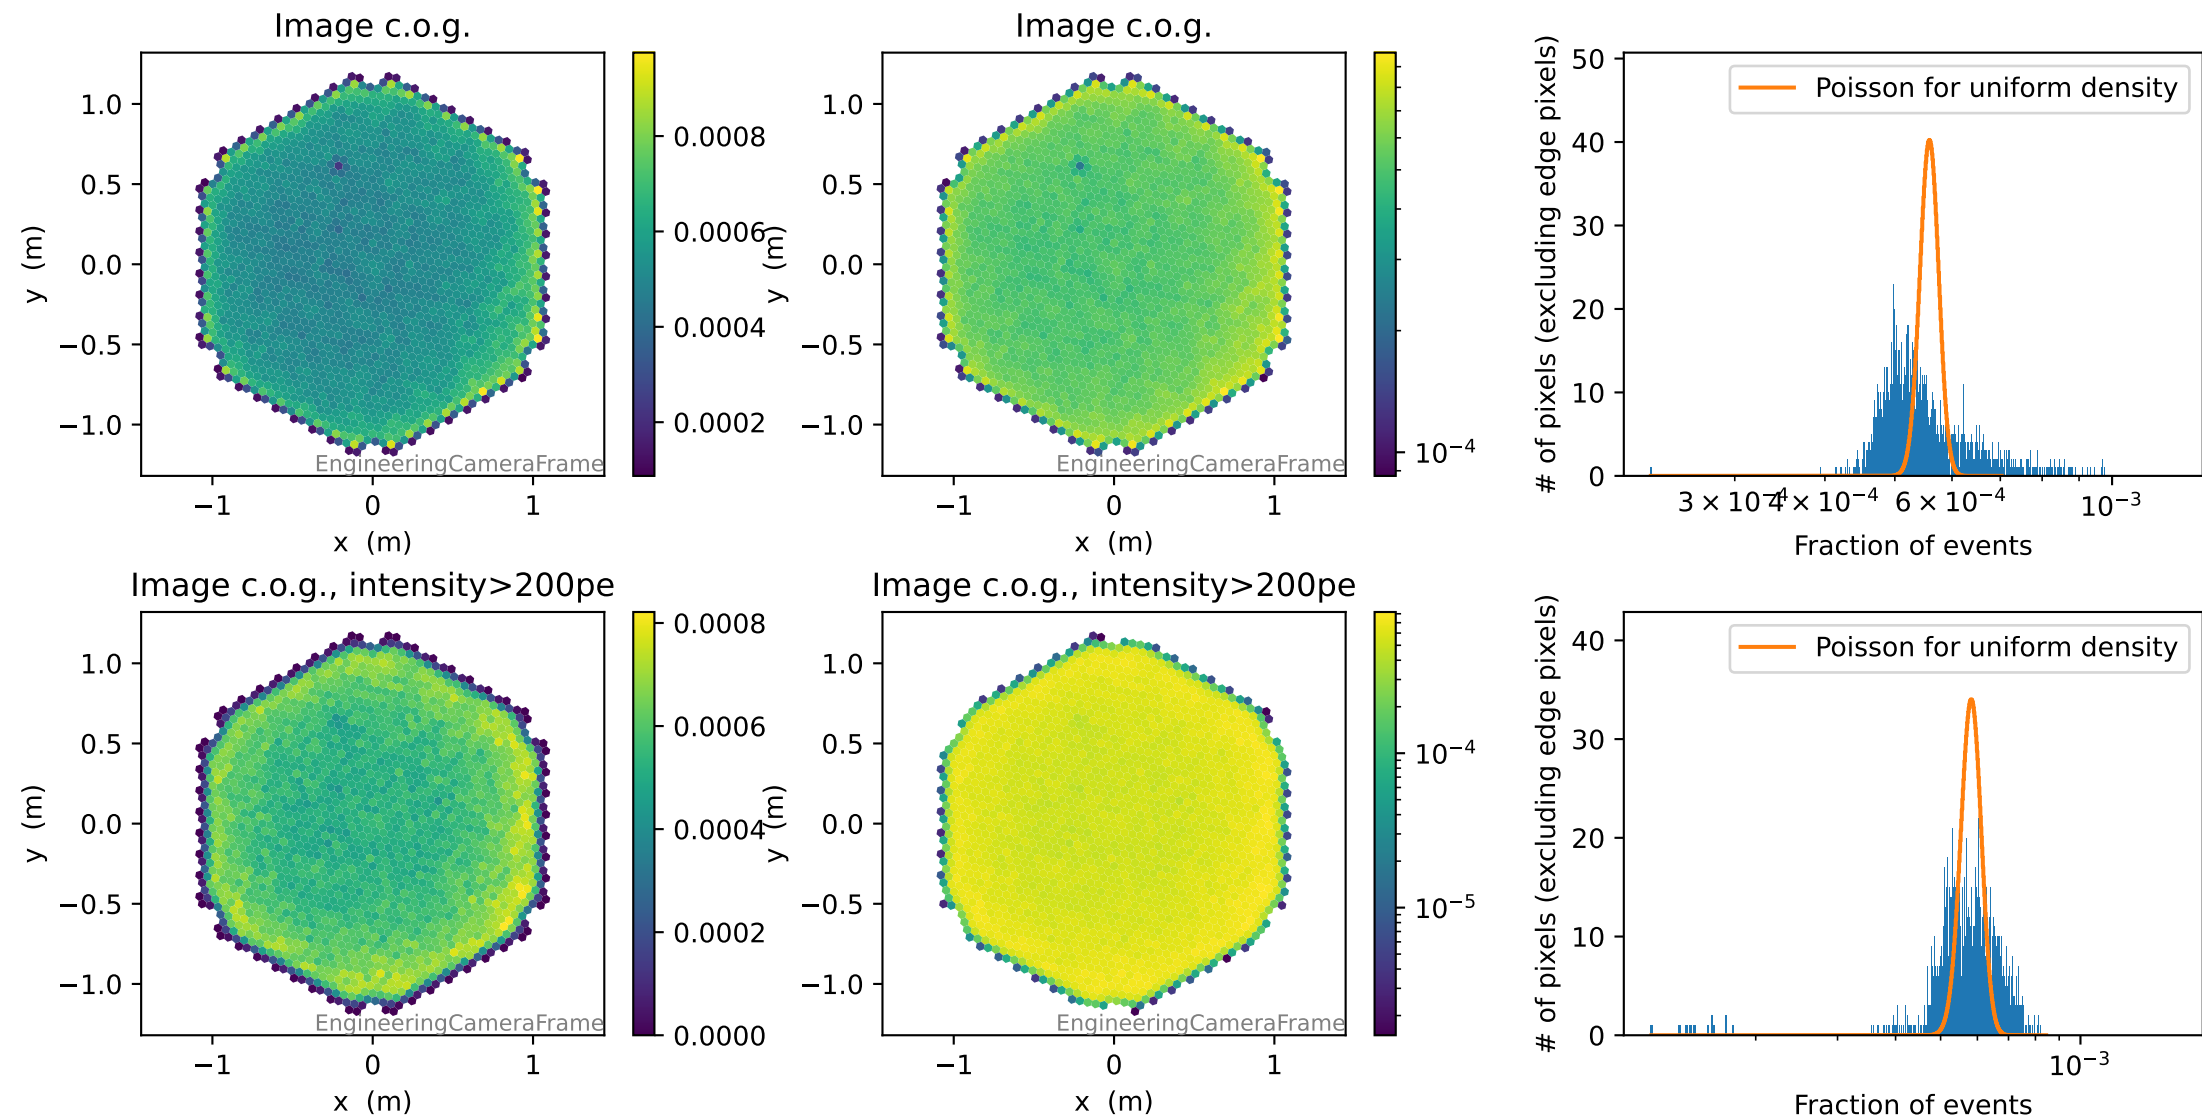 Image c.o.g.
1.0
0.5
0.0
−0.5
−1.0
y (m)
−1
0
1
x (m)
EngineeringCameraFrame
0.0008
0.0006
0.0004
0.0002
Image c.o.g.
1.0
0.5
0.0
−0.5
−1.0
y (m)
−1
0
1
x (m)
EngineeringCameraFrame
10⁻⁴
50
40
30
20
10
0
# of pixels (excluding edge pixels)
Poisson for uniform density
3 × 10⁻⁴
4 × 10⁻⁴
6 × 10⁻⁴
10⁻³
Fraction of events
Image c.o.g., intensity>200pe
1.0
0.5
0.0
−0.5
−1.0
y (m)
−1
0
1
x (m)
EngineeringCameraFrame
0.0008
0.0006
0.0004
0.0002
0.0000
Image c.o.g., intensity>200pe
1.0
0.5
0.0
−0.5
−1.0
y (m)
−1
0
1
x (m)
EngineeringCameraFrame
10⁻⁴
10⁻⁵
40
30
20
10
0
# of pixels (excluding edge pixels)
Poisson for uniform density
10⁻³
Fraction of events